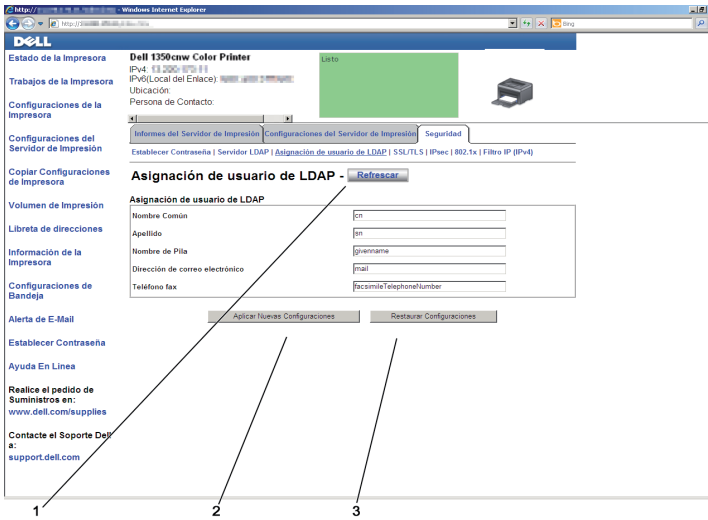 http://
- Windows Internet Explorer
http://
Bing
DELL
Estado de la Impresora
Trabajos de la Impresora
Configuraciones de la
Impresora
Configuraciones del
Servidor de Impresión
Copiar Configuraciones
de Impresora
Volumen de Impresión
Libreta de direcciones
Información de la
Impresora
Configuraciones de
Bandeja
Alerta de E-Mail
Establecer Contraseña
Ayuda En Linea
Realice el pedido de
Suministros en:
www.dell.com/supplies
Contacte el Soporte Dell
a:
support.dell.com
Dell 1350cnw Color Printer
IPv4:
IPv6(Local del Enlace):
Ubicación:
Persona de Contacto:
Listo
Informes del Servidor de Impresión
Configuraciones del Servidor de Impresión
Seguridad
Establecer Contraseña | Servidor LDAP | Asignación de usuario de LDAP | SSL/TLS | IPsec | 802.1x | Filtro IP (IPv4)
Asignación de usuario de LDAP - Refrescar
Asignación de usuario de LDAP
Nombre Común cn
Apellido sn
Nombre de Pila givenname
Dirección de correo electrónico mail
Teléfono fax facsimileTelephoneNumber
Aplicar Nuevas Configuraciones
Restaurar Configuraciones
1
2
3